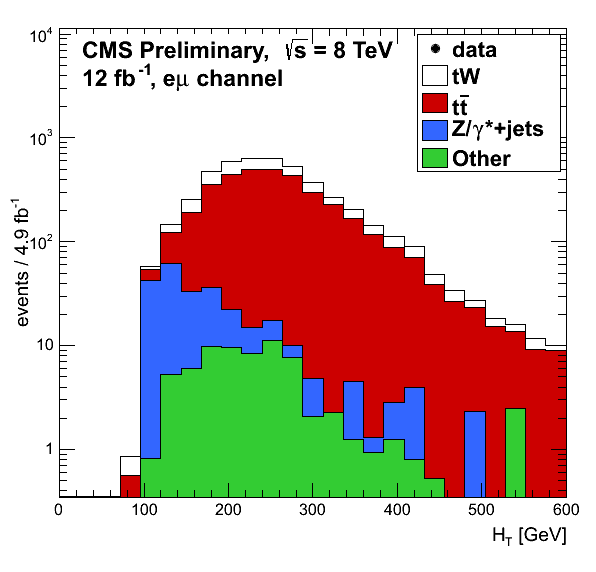 CMS Preliminary, √s = 8 TeV
12 fb⁻¹, eμ channel
data
tW
tt̄
Z/γ*+jets
Other
events / 4.9 fb⁻¹
10⁴
10³
10²
10
1
0 100 200 300 400 500 600
H_T [GeV]